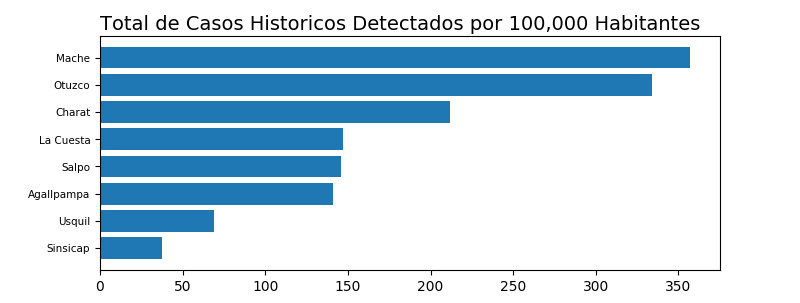 Total de Casos Historicos Detectados por 100,000 Habitantes
Mache
Otuzco
Charat
La Cuesta
Salpo
Agallpampa
Usquil
Sinsicap
0 50 100 150 200 250 300 350